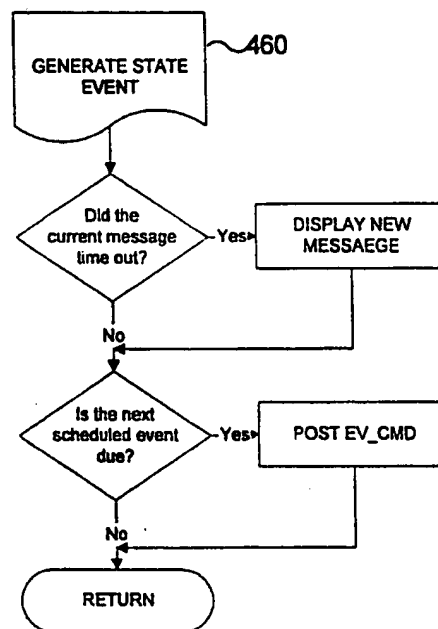 460
GENERATE STATE
EVENT
Did the
current message
time out?
Yes
DISPLAY NEW
MESSAEGE
No
Is the next
scheduled event
due?
Yes
POST EV_CMD
No
RETURN